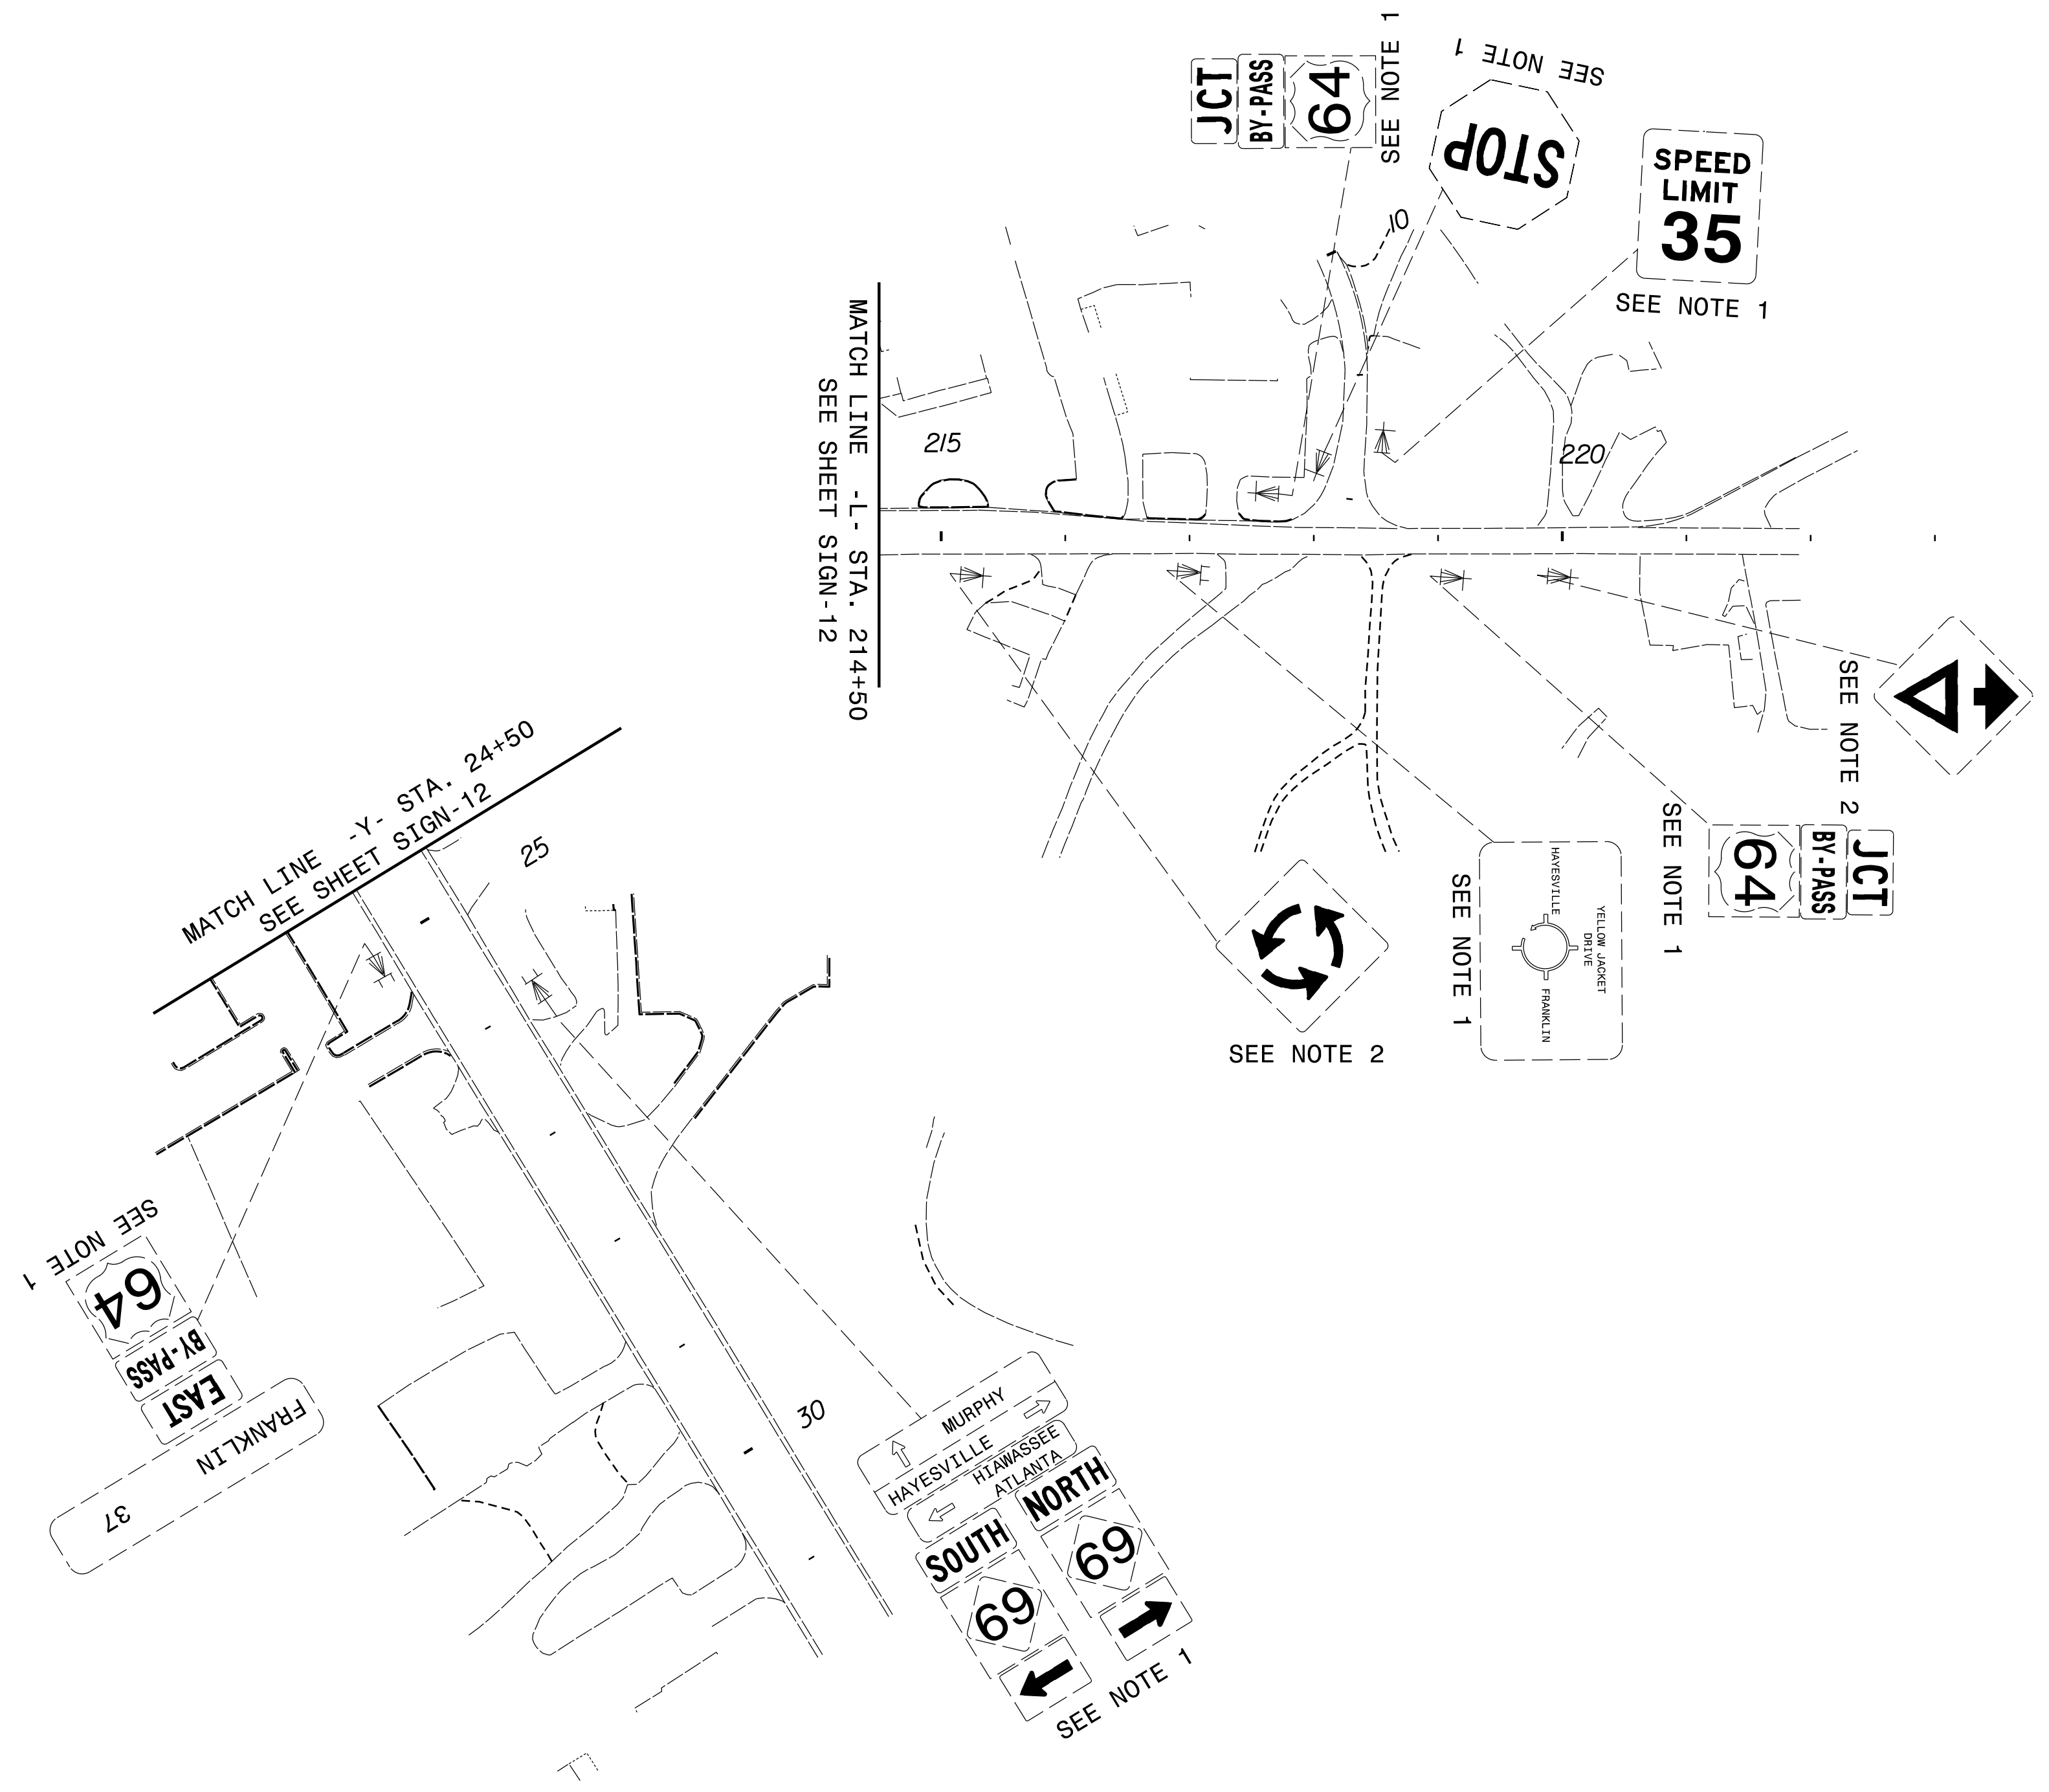 JCT
BY-PASS
64
SEE NOTE 1
SEE NOTE 1
STOP
SPEED
LIMIT
35
SEE NOTE 1
10
MATCH LINE -L- STA. 214+50
SEE SHEET SIGN-12
215
220
SEE NOTE 2
JCT
BY-PASS
64
SEE NOTE 1
YELLOW JACKET
DRIVE
HAYESVILLE
FRANKLIN
SEE NOTE 1
SEE NOTE 2
MATCH LINE -Y- STA. 24+50
SEE SHEET SIGN-12
25
30
FRANKLIN 37
EAST
BY-PASS
64
SEE NOTE 1
MURPHY
HAYESVILLE
HIAWASSEE
ATLANTA
NORTH
69
SOUTH
69
SEE NOTE 1